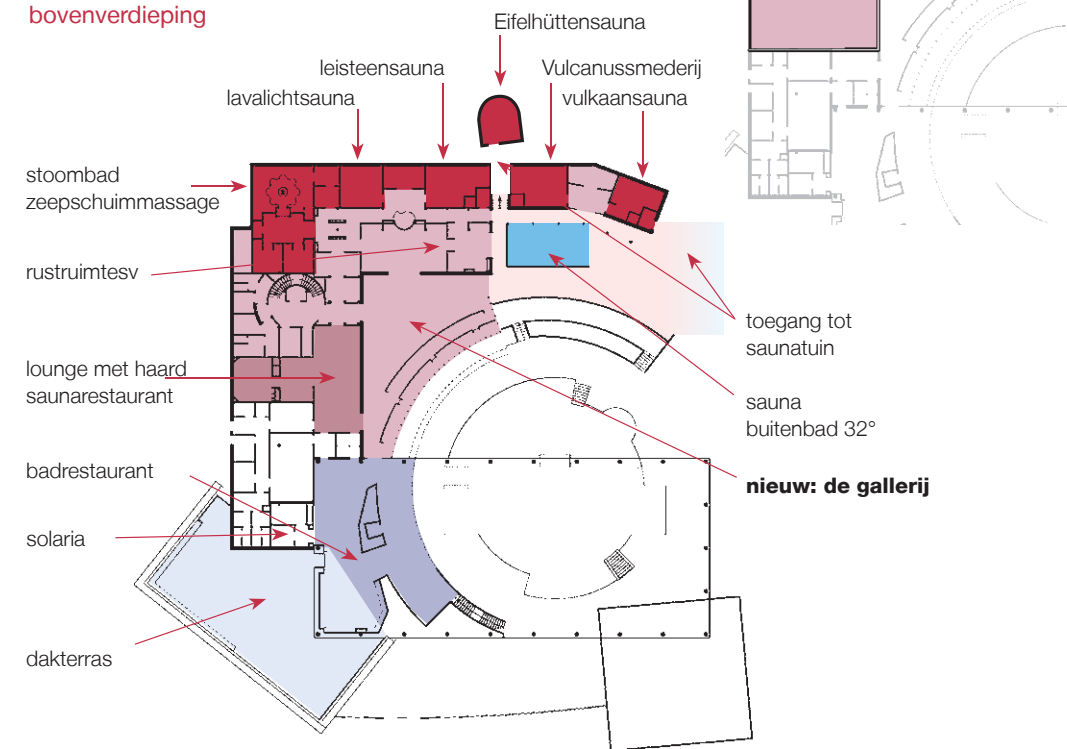 bovenverdieping
Eifelhüttensauna
leisteensauna
Vulcanussmederij
lavalichtsauna
vulkaansauna
stoombad
zeepschuimmassage
rustruimtesv
toegang tot
saunatuin
lounge met haard
saunarestaurant
sauna
buitenbad 32°
badrestaurant
nieuw: de gallerij
solaria
dakterras